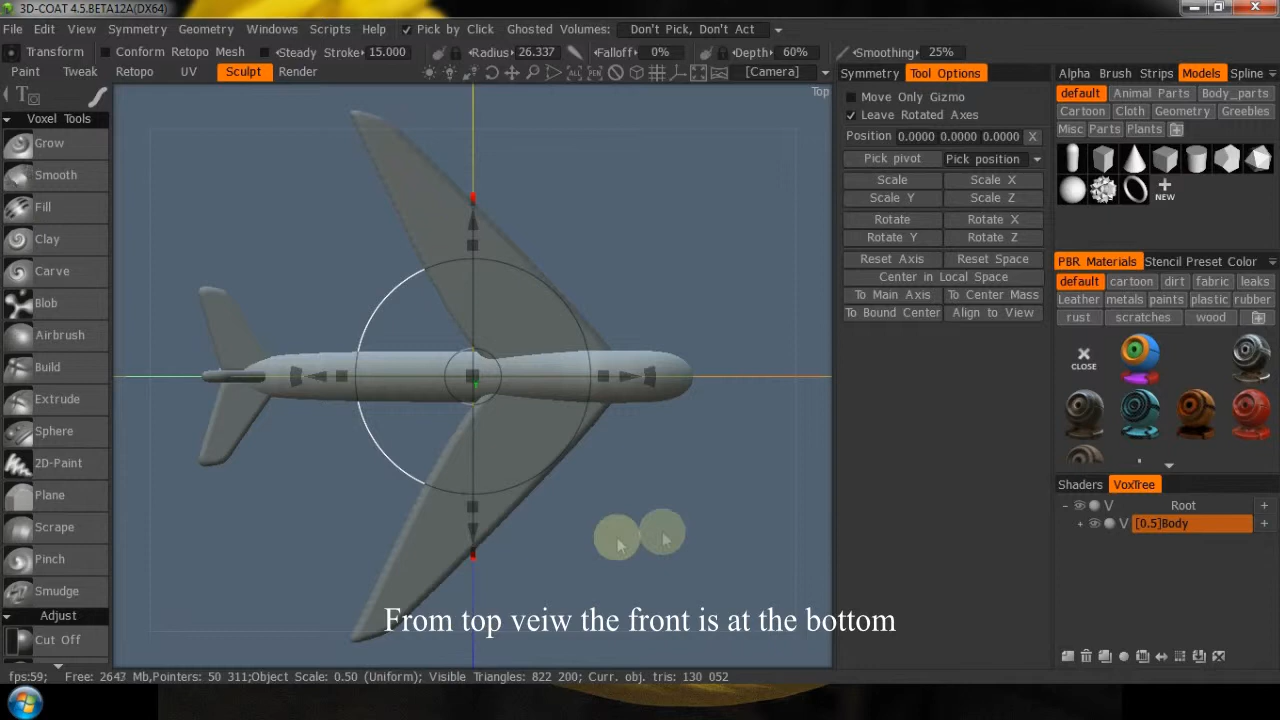 3D-COAT 4.5.BETA12A(DX64)
File Edit View Symmetry Geometry Windows Scripts Help Pick by Click Ghosted Volumes: Don't Pick, Don't Act
Transform Conform Retopo Mesh Steady Stroke 15.000 Radius 26.337 Falloff 0% Depth 60% Smoothing 25%
Paint Tweak Retopo UV Sculpt Render [Camera]
Top
Voxel Tools
Grow
Smooth
Fill
Clay
Carve
Blob
Airbrush
Build
Extrude
Sphere
2D-Paint
Plane
Scrape
Pinch
Smudge
Adjust
Cut Off
Symmetry Tool Options
Move Only Gizmo
Leave Rotated Axes
Position 0.0000 0.0000 0.0000 X
Pick pivot Pick position
Scale Scale X
Scale Y Scale Z
Rotate Rotate X
Rotate Y Rotate Z
Reset Axis Reset Space
Center in Local Space
To Main Axis To Center Mass
To Bound Center Align to View
Alpha Brush Strips Models Spline
default Animal Parts Body_parts
Cartoon Cloth Geometry Greebles
Misc Parts Plants
NEW
PBR Materials Stencil Preset Color
default cartoon dirt fabric leaks
Leather metals paints plastic rubber
rust scratches wood
CLOSE
Shaders VoxTree
V Root +
+ V [0.5]Body +
From top veiw the front is at the bottom
fps:59; Free: 2643 Mb,Pointers: 50 311;Object Scale: 0.50 (Uniform); Visible Triangles: 822 200; Curr. obj. tris: 130 052